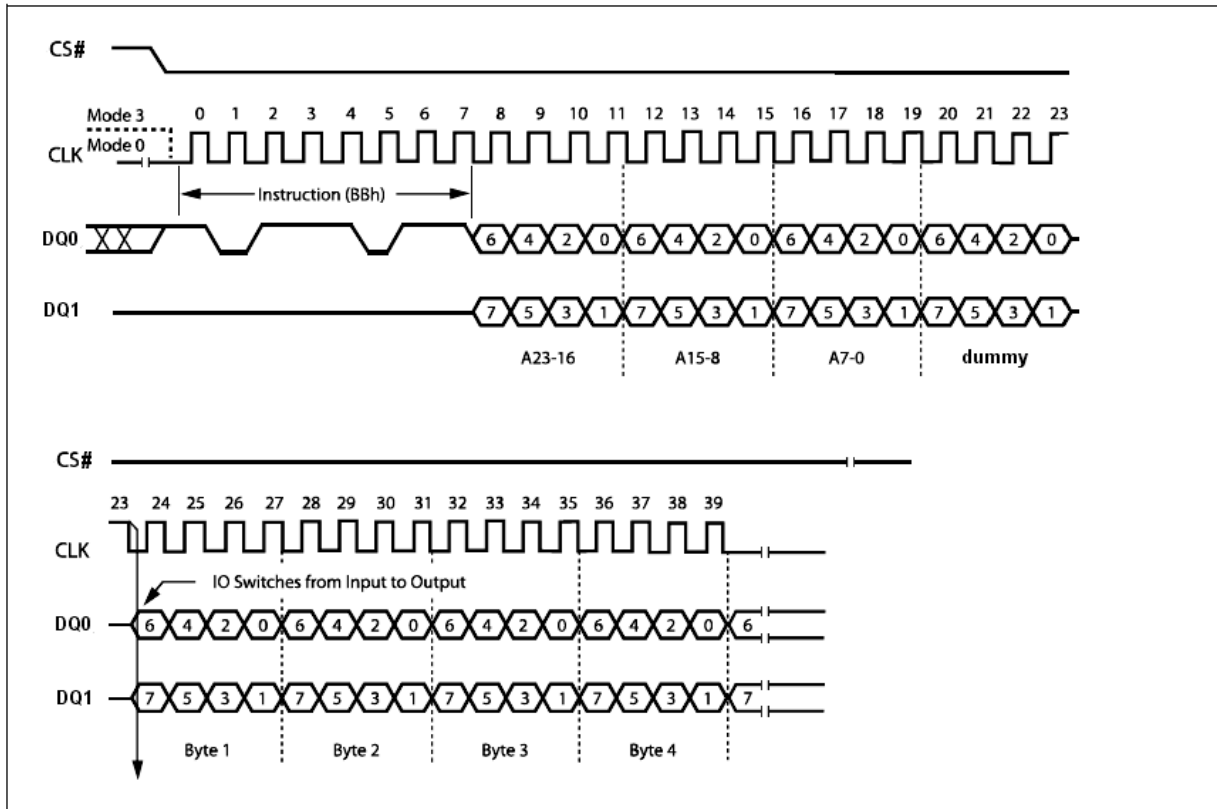 CS#
0 1 2 3 4 5 6 7 8 9 10 11 12 13 14 15 16 17 18 19 20 21 22 23
Mode 3
Mode 0
CLK
Instruction (BBh)
DQ0 6 4 2 0 6 4 2 0 6 4 2 0 6 4 2 0
DQ1 7 5 3 1 7 5 3 1 7 5 3 1 7 5 3 1
A23-16 A15-8 A7-0 dummy
CS#
23 24 25 26 27 28 29 30 31 32 33 34 35 36 37 38 39
CLK
IO Switches from Input to Output
DQ0 6 4 2 0 6 4 2 0 6 4 2 0 6 4 2 0 6
DQ1 7 5 3 1 7 5 3 1 7 5 3 1 7 5 3 1 7
Byte 1 Byte 2 Byte 3 Byte 4